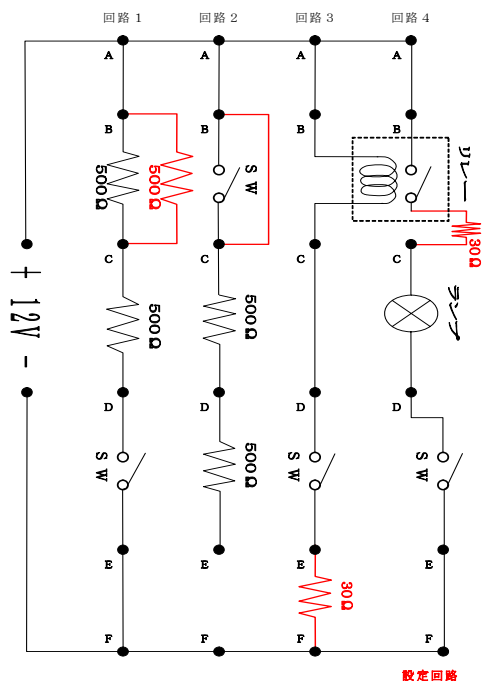 回路1 回路2 回路3 回路4
A A A A
B B B B
500Ω 500Ω SW リレー
30Ω
C C C C
+ 12V -
500Ω 500Ω ランプ
D D D D
SW 500Ω SW SW
E E E E
30Ω
F F F F
設定回路